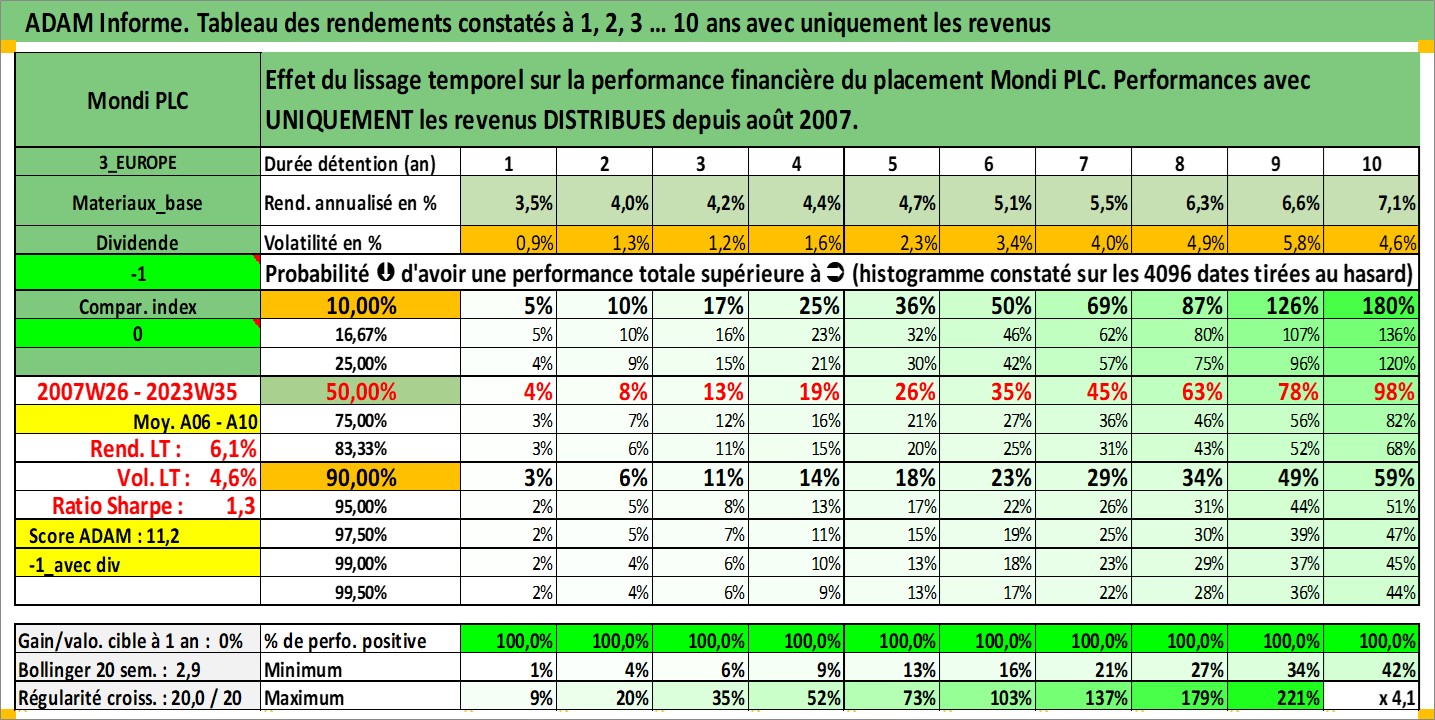 ADAM Informe. Tableau des rendements constatés à 1, 2, 3 ... 10 ans avec uniquement les revenus
Mondi PLC
Effet du lissage temporel sur la performance financière du placement Mondi PLC. Performances avec
UNIQUEMENT les revenus DISTRIBUES depuis août 2007.
3_EUROPE Durée détention (an) 1 2 3 4 5 6 7 8 9 10
Materiaux_base Rend. annualisé en % 3,5% 4,0% 4,2% 4,4% 4,7% 5,1% 5,5% 6,3% 6,6% 7,1%
Dividende Volatilité en % 0,9% 1,3% 1,2% 1,6% 2,3% 3,4% 4,0% 4,9% 5,8% 4,6%
-1 Probabilité d'avoir une performance totale supérieure à (histogramme constaté sur les 4096 dates tirées au hasard)
Compar. index 10,00% 5% 10% 17% 25% 36% 50% 69% 87% 126% 180%
0 16,67% 5% 10% 16% 23% 32% 46% 62% 80% 107% 136%
25,00% 4% 9% 15% 21% 30% 42% 57% 75% 96% 120%
2007W26 - 2023W35 50,00% 4% 8% 13% 19% 26% 35% 45% 63% 78% 98%
Moy. A06 - A10 75,00% 3% 7% 12% 16% 21% 27% 36% 46% 56% 82%
Rend. LT : 6,1% 83,33% 3% 6% 11% 15% 20% 25% 31% 43% 52% 68%
Vol. LT : 4,6% 90,00% 3% 6% 11% 14% 18% 23% 29% 34% 49% 59%
Ratio Sharpe : 1,3 95,00% 2% 5% 8% 13% 17% 22% 26% 31% 44% 51%
Score ADAM : 11,2 97,50% 2% 5% 7% 11% 15% 19% 25% 30% 39% 47%
-1_avec div 99,00% 2% 4% 6% 10% 13% 18% 23% 29% 37% 45%
99,50% 2% 4% 6% 9% 13% 17% 22% 28% 36% 44%
Gain/valo. cible à 1 an : 0% % de perfo. positive 100,0% 100,0% 100,0% 100,0% 100,0% 100,0% 100,0% 100,0% 100,0% 100,0%
Bollinger 20 sem. : 2,9 Minimum 1% 4% 6% 9% 13% 16% 21% 27% 34% 42%
Régularité croiss. : 20,0 / 20 Maximum 9% 20% 35% 52% 73% 103% 137% 179% 221% x 4,1